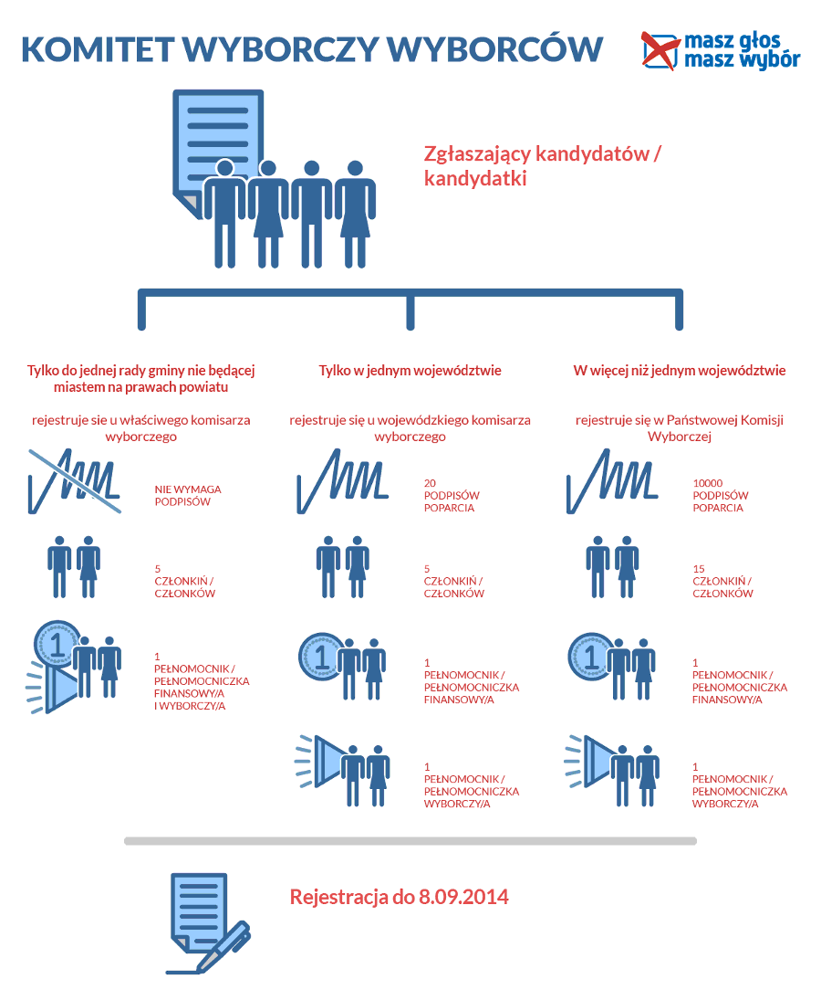 KOMITET WYBORCZY WYBORCÓW
masz głos
masz wybór
Zgłaszający kandydatów /
kandydatki
Tylko do jednej rady gminy nie będącej
miastem na prawach powiatu
rejestruje sie u właściwego komisarza
wyborczego
NIE WYMAGA
PODPISÓW
5
CZŁONKIŃ /
CZŁONKÓW
1
1
PEŁNOMOCNIK /
PEŁNOMOCNICZKA
FINANSOWY/A
I WYBORCZY/A
Tylko w jednym województwie
rejestruje się u wojewódzkiego komisarza
wyborczego
20
PODPISÓW
POPARCIA
5
CZŁONKIŃ /
CZŁONKÓW
1
1
PEŁNOMOCNIK /
PEŁNOMOCNICZKA
FINANSOWY/A
1
PEŁNOMOCNIK /
PEŁNOMOCNICZKA
WYBORCZY/A
W więcej niż jednym województwie
rejestruje się w Państwowej Komisji
Wyborczej
10000
PODPISÓW
POPARCIA
15
CZŁONKIŃ /
CZŁONKÓW
1
1
PEŁNOMOCNIK /
PEŁNOMOCNICZKA
FINANSOWY/A
1
PEŁNOMOCNIK /
PEŁNOMOCNICZKA
WYBORCZY/A
Rejestracja do 8.09.2014